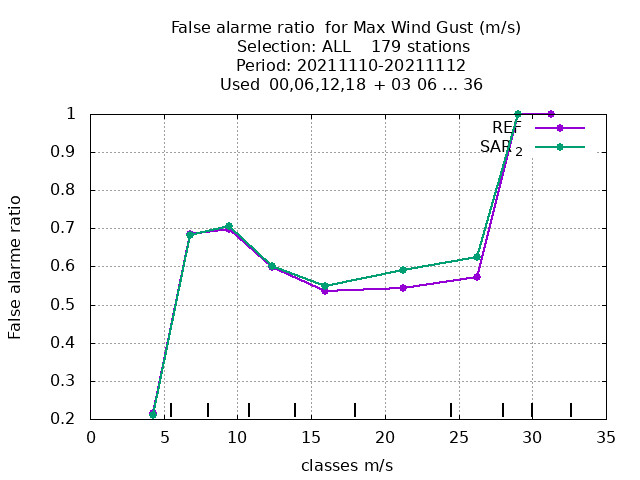 False alarme ratio  for Max Wind Gust (m/s)
Selection: ALL    179 stations
Period: 20211110-20211112
Used  00,06,12,18  + 03 06 ... 36
REF
SAR 2
1
0.9
0.8
0.7
0.6
0.5
0.4
0.3
0.2
False alarme ratio
0 5 10 15 20 25 30 35
classes m/s